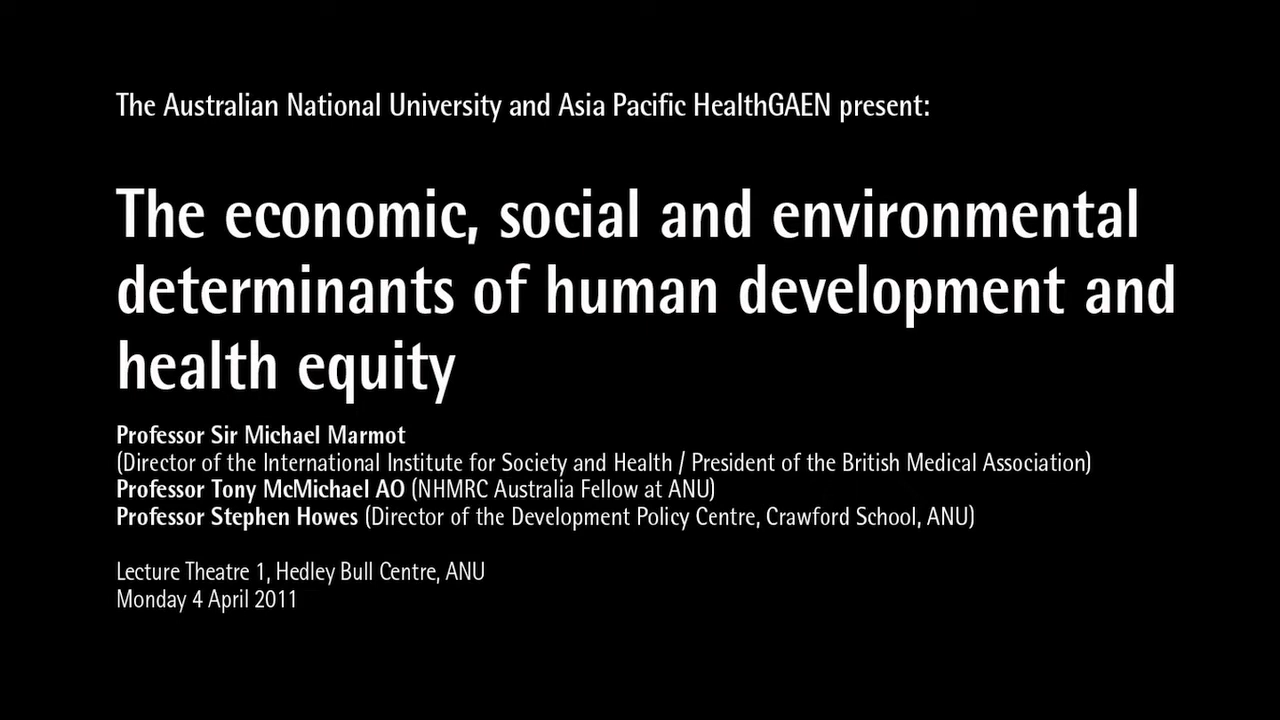 The Australian National University and Asia Pacific HealthGAEN present:
The economic, social and environmental
determinants of human development and
health equity
Professor Sir Michael Marmot
(Director of the International Institute for Society and Health / President of the British Medical Association)
Professor Tony McMichael AO (NHMRC Australia Fellow at ANU)
Professor Stephen Howes (Director of the Development Policy Centre, Crawford School, ANU)
Lecture Theatre 1, Hedley Bull Centre, ANU
Monday 4 April 2011